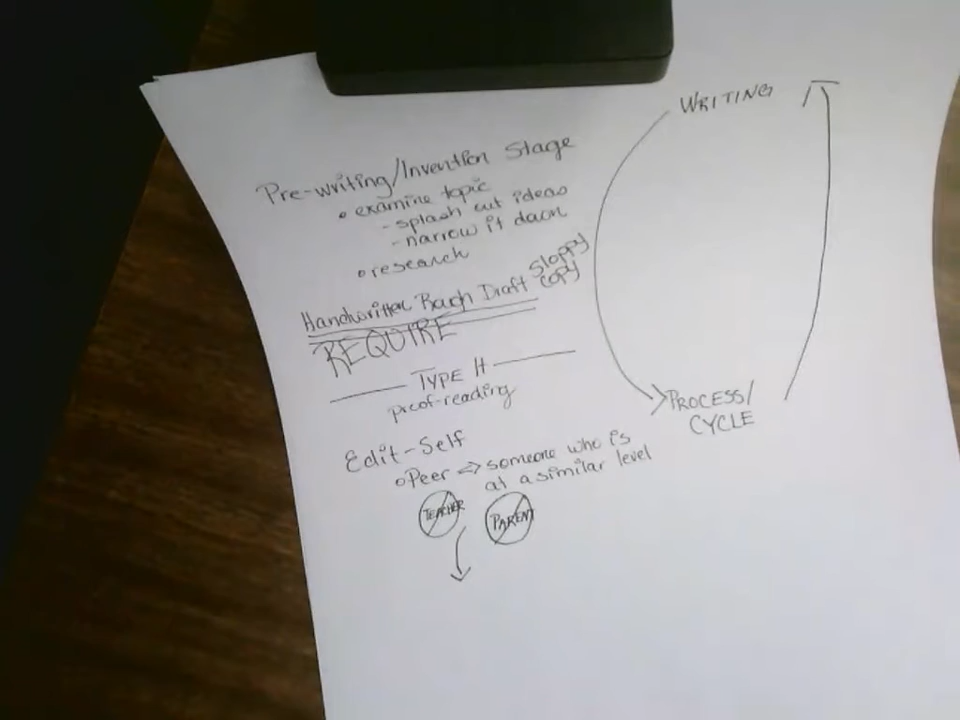 WRITING
Pre-writing/Invention Stage
• examine topic
- splash out ideas
- narrow it down
• research
Handwritten Rough Draft Sloppy Copy
REQUIRE
TYPE It
proof-reading
PROCESS/
CYCLE
Edit-Self
Peer ⇔ someone who is
at a similar level
TEACHER PARENT